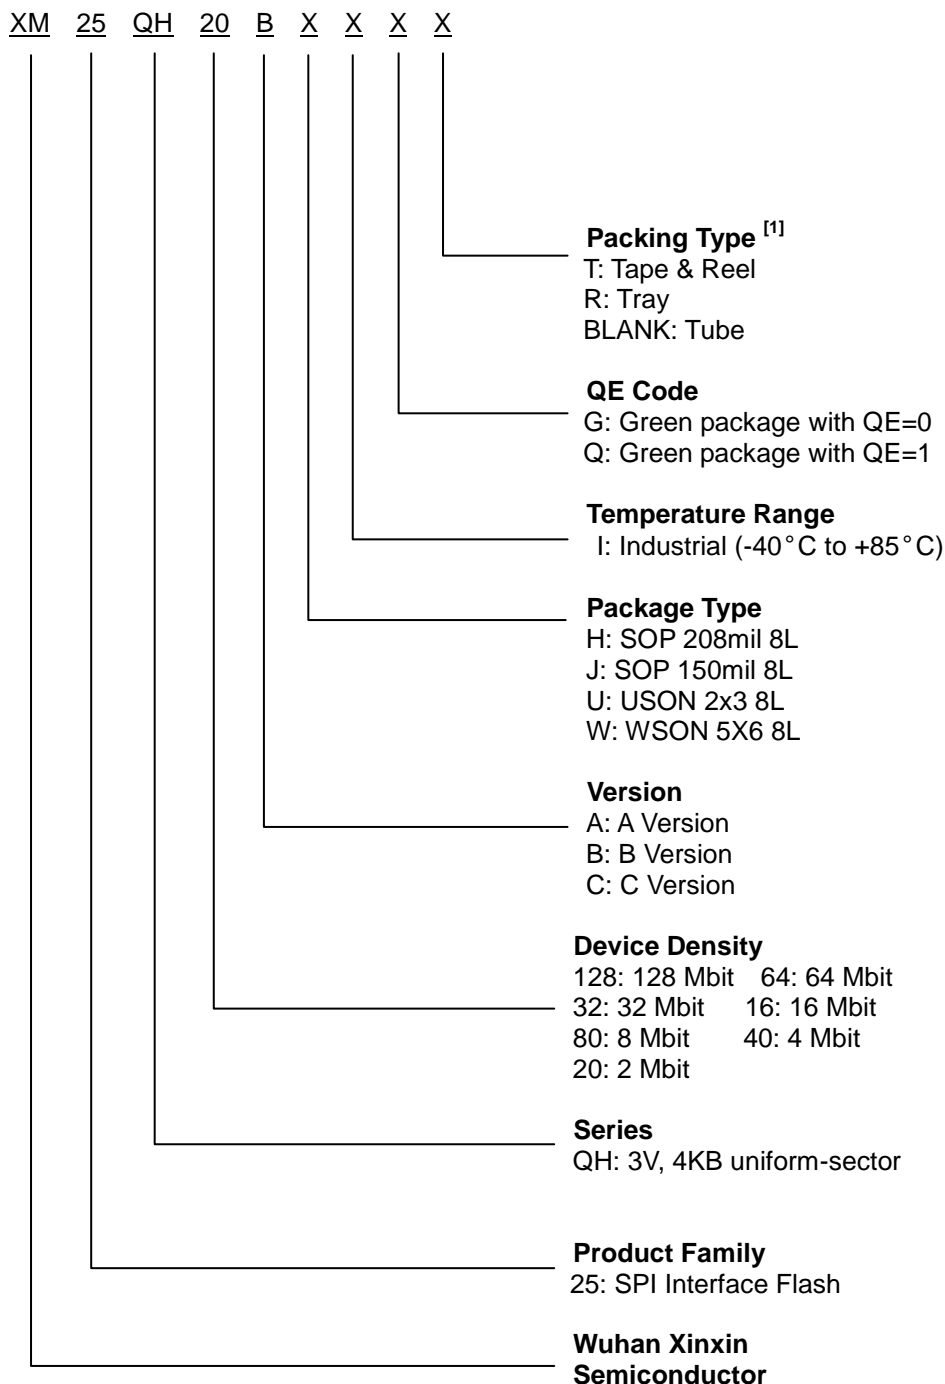 XM 25 QH 20 B X X X X
Packing Type [1]
T: Tape & Reel
R: Tray
BLANK: Tube
QE Code
G: Green package with QE=0
Q: Green package with QE=1
Temperature Range
I: Industrial (-40°C to +85°C)
Package Type
H: SOP 208mil 8L
J: SOP 150mil 8L
U: USON 2x3 8L
W: WSON 5X6 8L
Version
A: A Version
B: B Version
C: C Version
Device Density
128: 128 Mbit 64: 64 Mbit
32: 32 Mbit 16: 16 Mbit
80: 8 Mbit 40: 4 Mbit
20: 2 Mbit
Series
QH: 3V, 4KB uniform-sector
Product Family
25: SPI Interface Flash
Wuhan Xinxin
Semiconductor